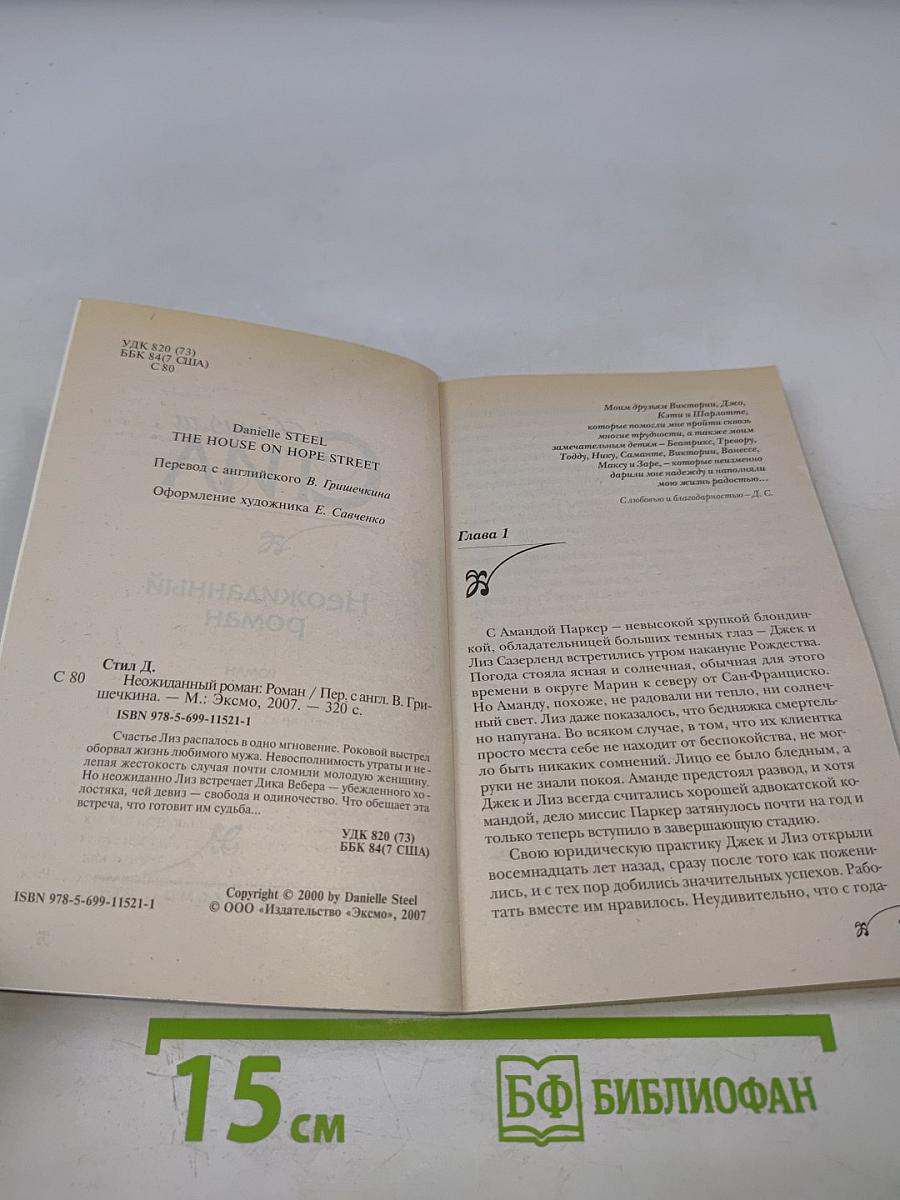 УДК 820 (73)
ББК 84(7 США)
С 80
Danielle STEEL
THE HOUSE ON HOPE STREET
Перевод с английского В. Гришечкина
Оформление художника Е. Савченко
Неожиданный
роман
Стил Д.
С 80 Неожиданный роман: Роман / Пер. с англ. В. Гри-
шечкина. — М.: Эксмо, 2007. — 320 с.
ISBN 978-5-699-11521-1
Счастье Лиз распалось в одно мгновение. Роковой выстрел
оборвал жизнь любимого мужа. Невосполнимость утраты и не-
лепая жестокость случая почти сломили молодую женщину.
Но неожиданно Лиз встречает Дика Вебера — убежденного хо-
лостяка, чей девиз — свобода и одиночество. Что обещает эта
встреча, что готовит им судьба...
УДК 820 (73)
ББК 84(7 США)
ISBN 978-5-699-11521-1
Copyright © 2000 by Danielle Steel
© ООО «Издательство «Эксмо», 2007
Моим друзьям Виктории, Джо,
Кэти и Шарлотте,
которые помогли мне пройти сквозь
многие трудности, а также моим
замечательным детям – Беатрикс, Тревору,
Тодду, Нику, Саманте, Виктории, Ванессе,
Максу и Заре, – которые неизменно
дарили мне надежду и наполняли
мою жизнь радостью...
С любовью и благодарностью – Д. С.
Глава 1
С Амандой Паркер – невысокой хрупкой блондин-
кой, обладательницей больших темных глаз – Джек и
Лиз Сазерленд встретились утром накануне Рождества.
Погода стояла ясная и солнечная, обычная для этого
времени в округе Марин к северу от Сан-Франциско.
Но Аманду, похоже, не радовали ни тепло, ни солнеч-
ный свет. Лиз даже показалось, что бедняжка смертель-
но напугана. Во всяком случае, в том, что их клиентка
просто места себе не находит от беспокойства, не мог-
ло быть никаких сомнений. Лицо ее было бледным, а
руки не знали покоя. Аманде предстоял развод, и хотя
Джек и Лиз всегда считались хорошей адвокатской ко-
мандой, дело миссис Паркер затянулось почти на год и
только теперь вступило в завершающую стадию.
Свою юридическую практику Джек и Лиз открыли
восемнадцать лет назад, сразу после того как пожени-
лись, и с тех пор добились значительных успехов. Рабо-
тать вместе им нравилось. Неудивительно, что с года-
15 см
БФ БИБЛИОФАН